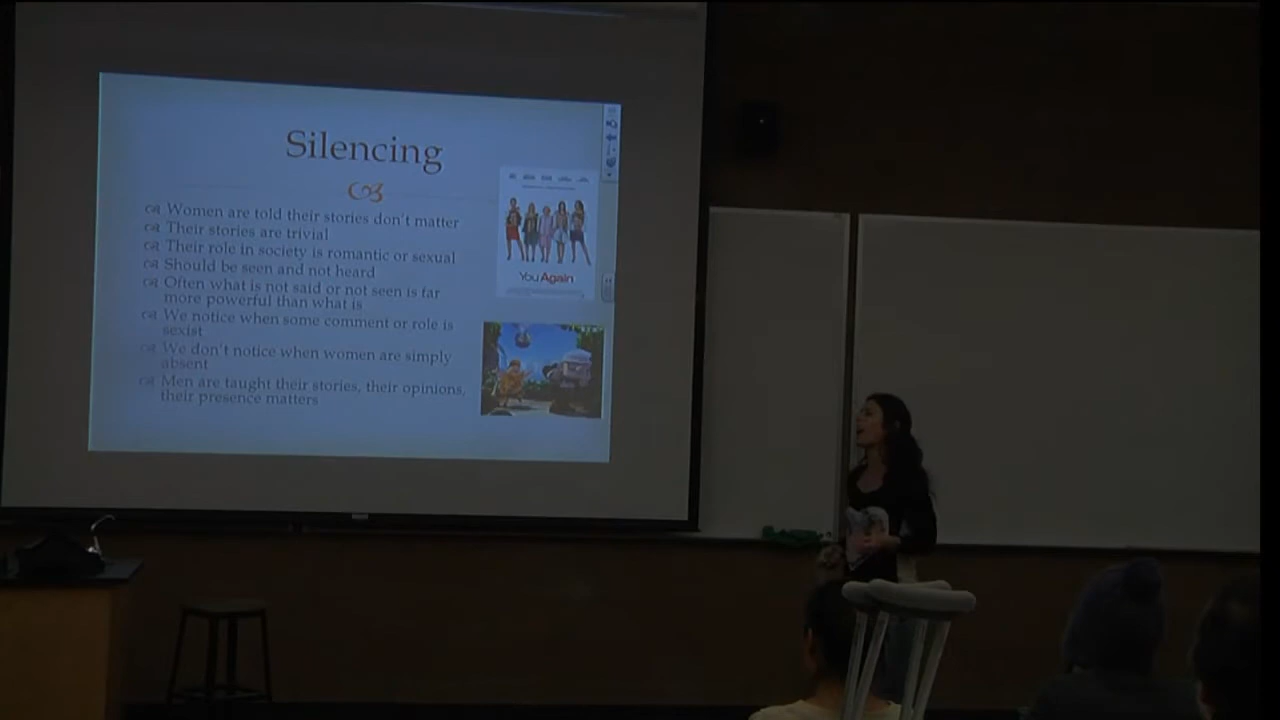 Silencing
Women are told their stories don't matter
Their stories are trivial
Their role in society is romantic or sexual
Should be seen and not heard
Often what is not said or not seen is far
more powerful than what is
We notice when some comment or role is
sexist
We don't notice when women are simply
absent
Men are taught their stories, their opinions,
their presence matters
You Again